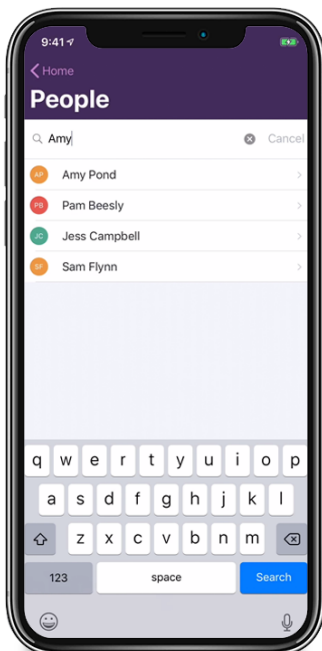 9:41
Home
People
Amy Cancel
AP Amy Pond
PB Pam Beesly
JC Jess Campbell
SF Sam Flynn
q w e r t y u i o p
a s d f g h j k l
z x c v b n m
123 space Search